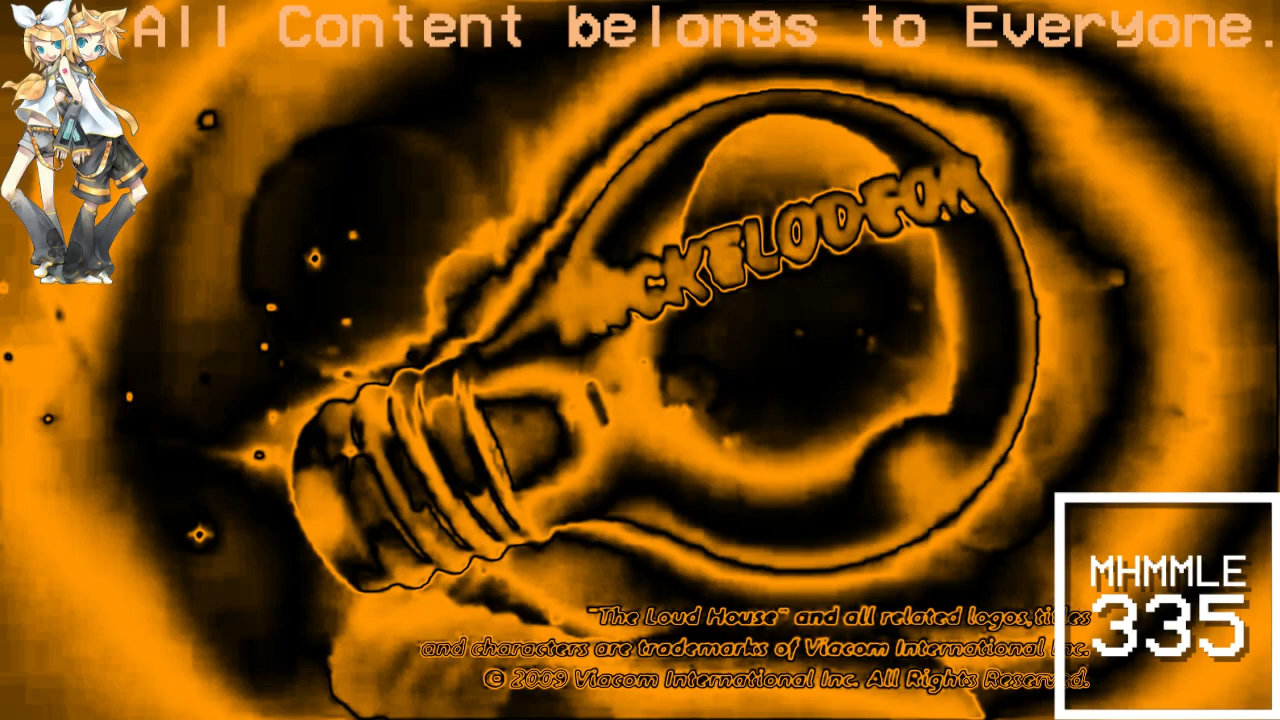 All Content belongs to Everyone.
NICKELODEON
"The Loud House" and all related logos, titles
and characters are trademarks of Viacom International Inc.
© 2009 Viacom International Inc. All Rights Reserved.
MHMMLE
335